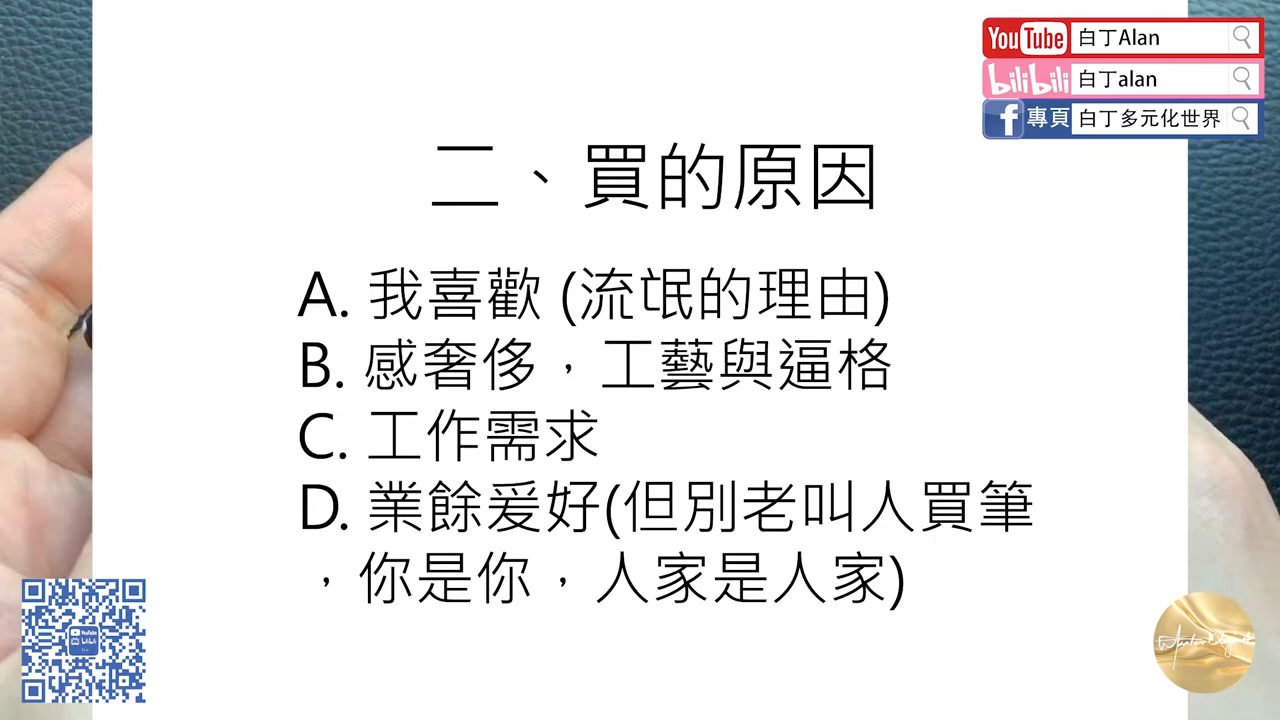 YouTube 白丁Alan
bilibili 白丁alan
f 專頁 白丁多元化世界
二、買的原因
A. 我喜歡 (流氓的理由)
B. 感奢侈，工藝與逼格
C. 工作需求
D. 業餘爰好(但別老叫人買筆
，你是你，人家是人家)